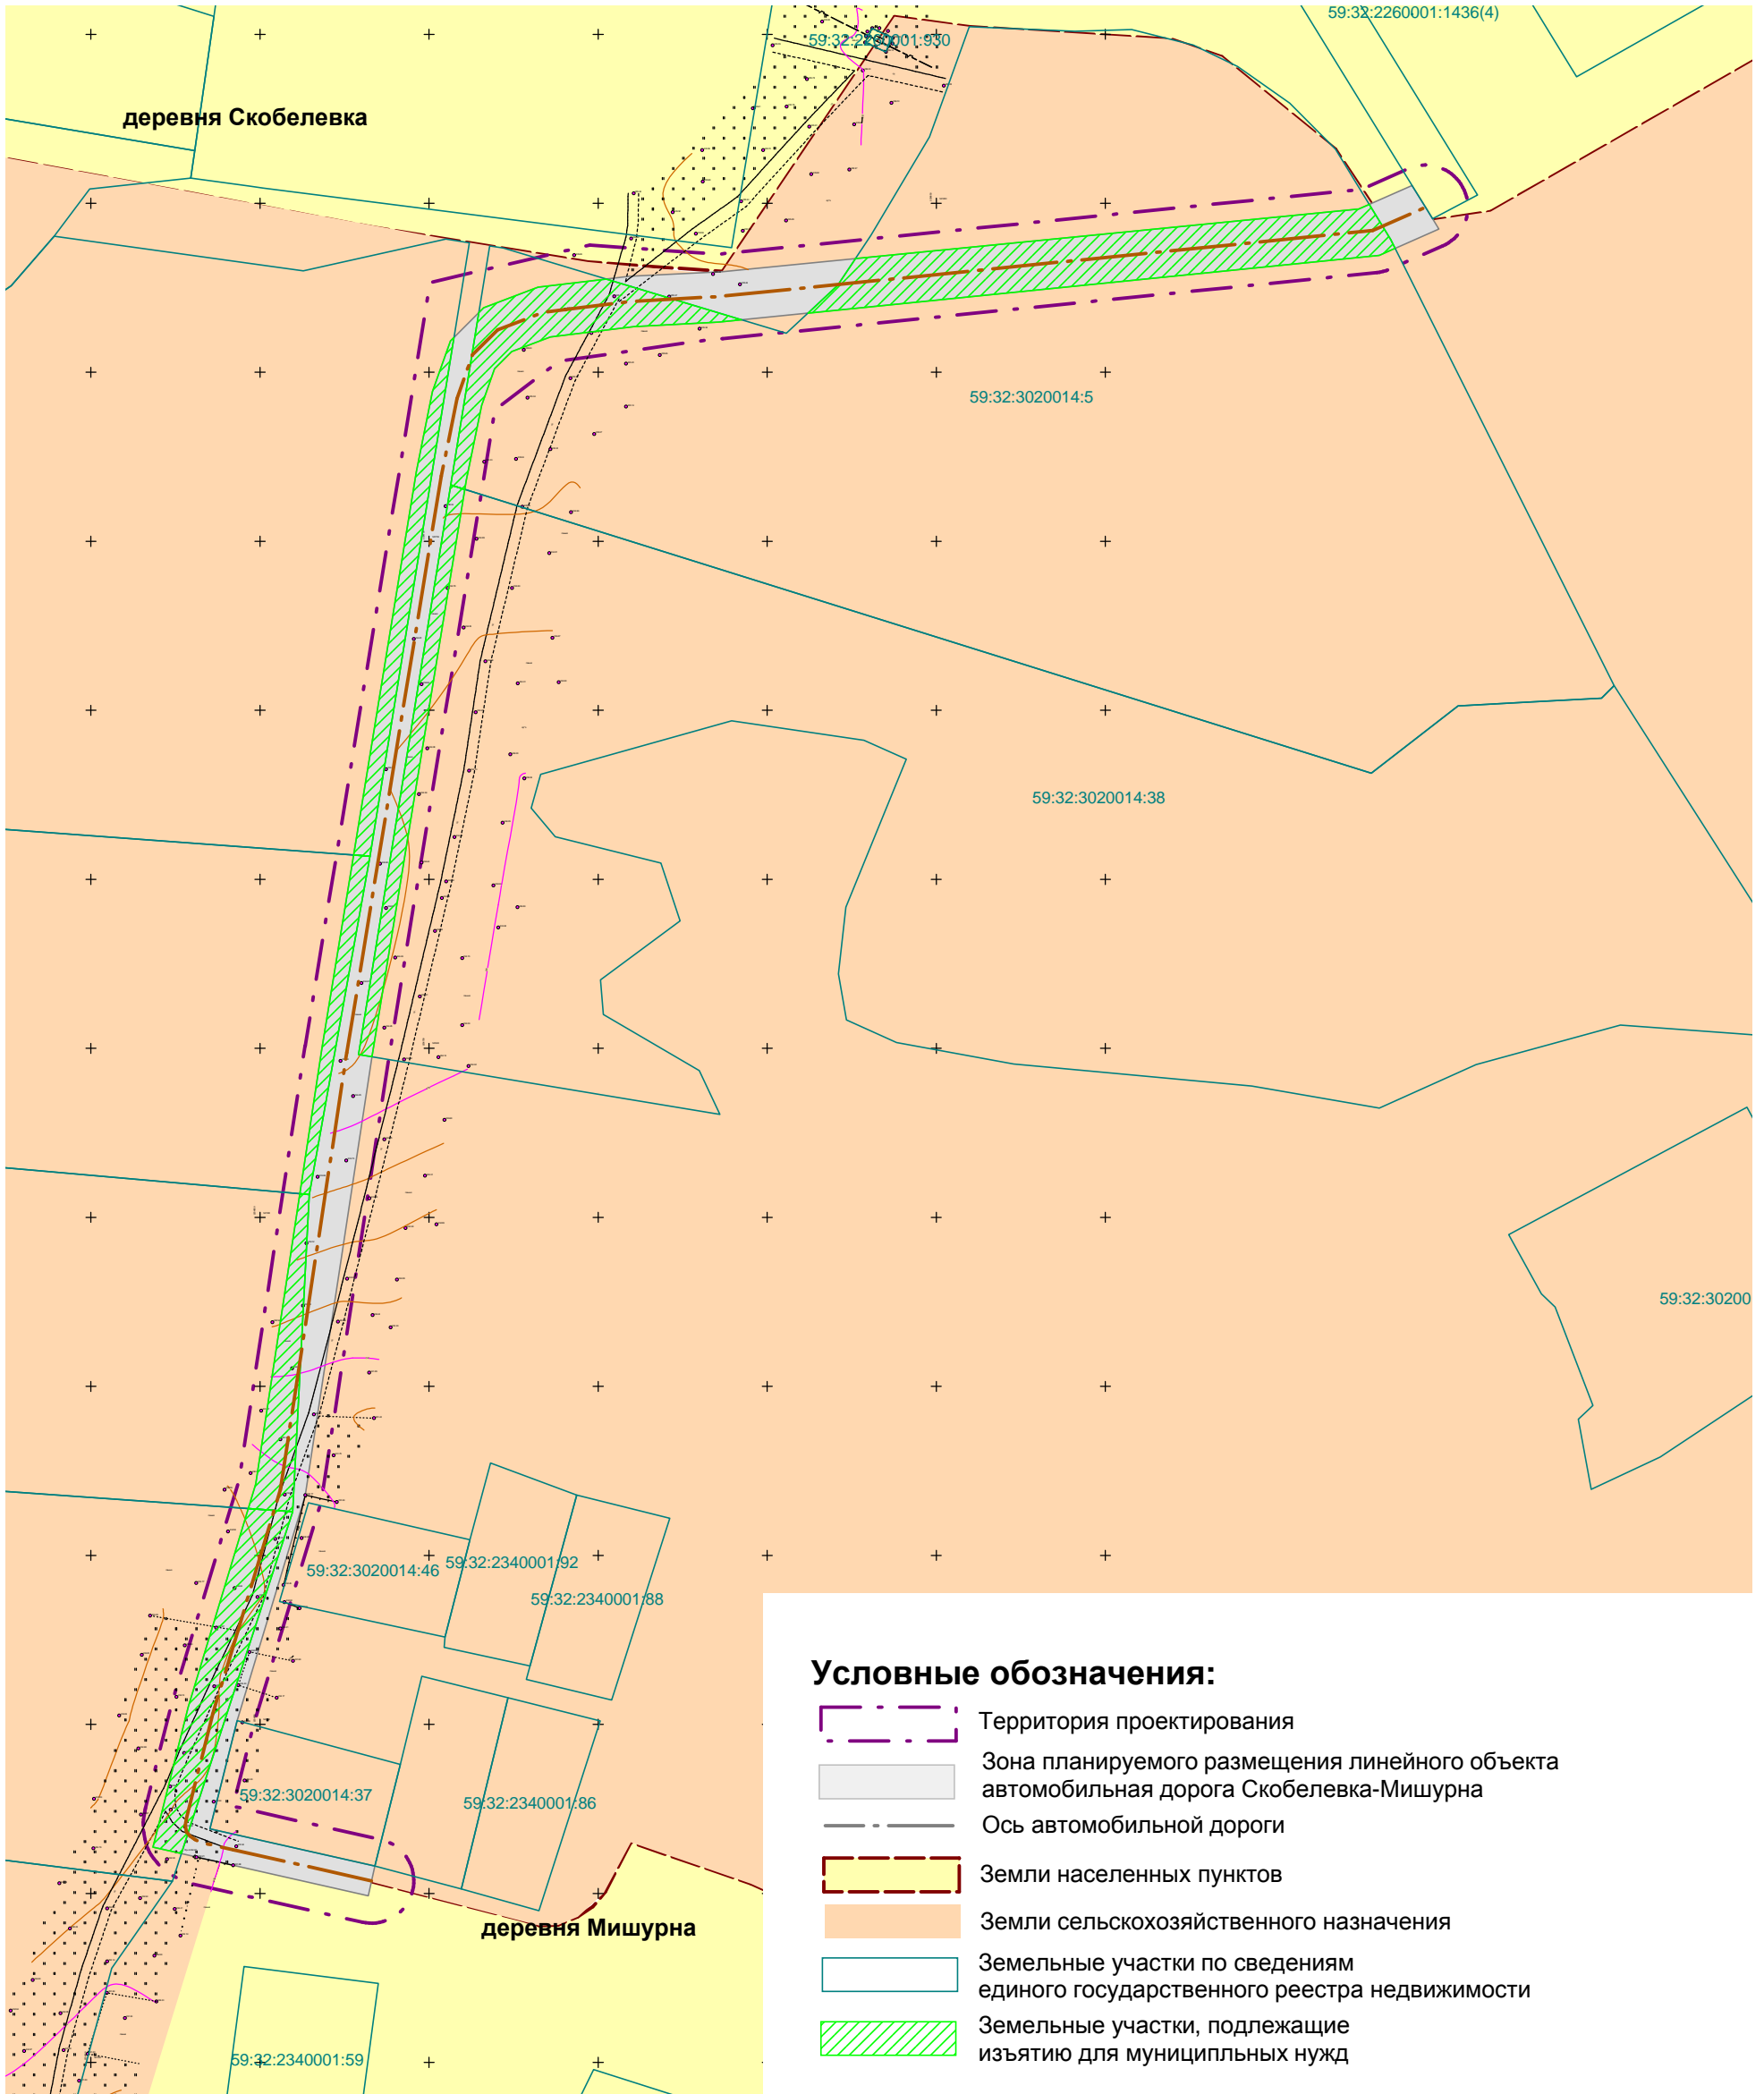 59:32:2260001:1436(4)
59:32:2260001:930
деревня Скобелевка
59:32:3020014:5
59:32:3020014:38
59:32:30200
59:32:3020014:46
59:32:2340001:92
59:32:2340001:88
59:32:3020014:37
59:32:2340001:86
деревня Мишурна
59:32:2340001:59
Условные обозначения:
Территория проектирования
Зона планируемого размещения линейного объекта
автомобильная дорога Скобелевка-Мишурна
Ось автомобильной дороги
Земли населенных пунктов
Земли сельскохозяйственного назначения
Земельные участки по сведениям
единого государственного реестра недвижимости
Земельные участки, подлежащие
изъятию для муниципльных нужд